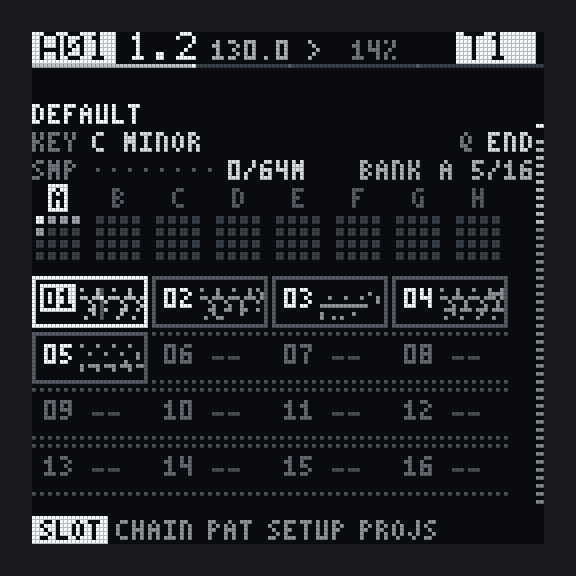 A01 1.2 130.0 > 14% T1
DEFAULT
KEY C MINOR Q END
SMP ········ 0/64M BANK A 5/16
A B C D E F G H
01 02 03 04
05 06 -- 07 -- 08 --
09 -- 10 -- 11 -- 12 --
13 -- 14 -- 15 -- 16 --
SLOT CHAIN PAT SETUP PROJS